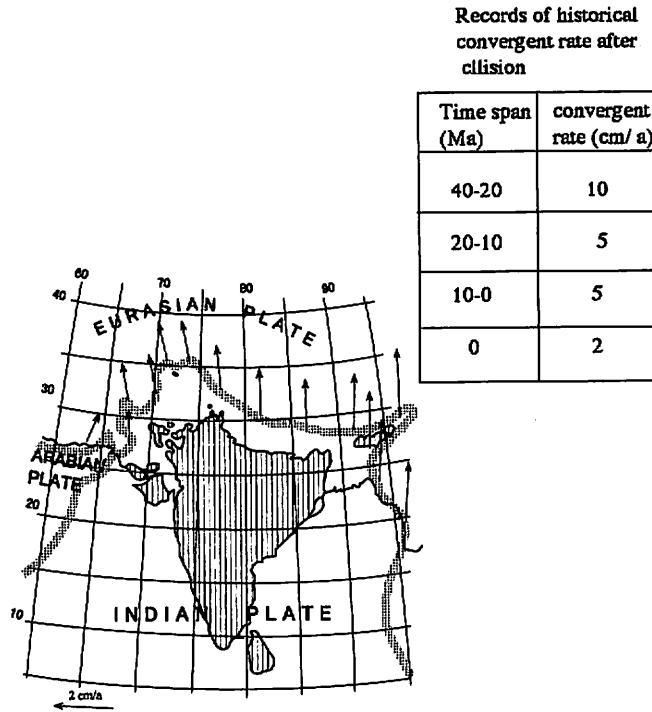 Records of historical
convergent rate after
cllision
Time span (Ma) convergent rate (cm/ a)
40-20 10
20-10 5
10-0 5
0 2
60 70 80 90
40
EURASIAN PLATE
30
ARABIAN
PLATE
20
INDIAN PLATE
10
2 cm/a